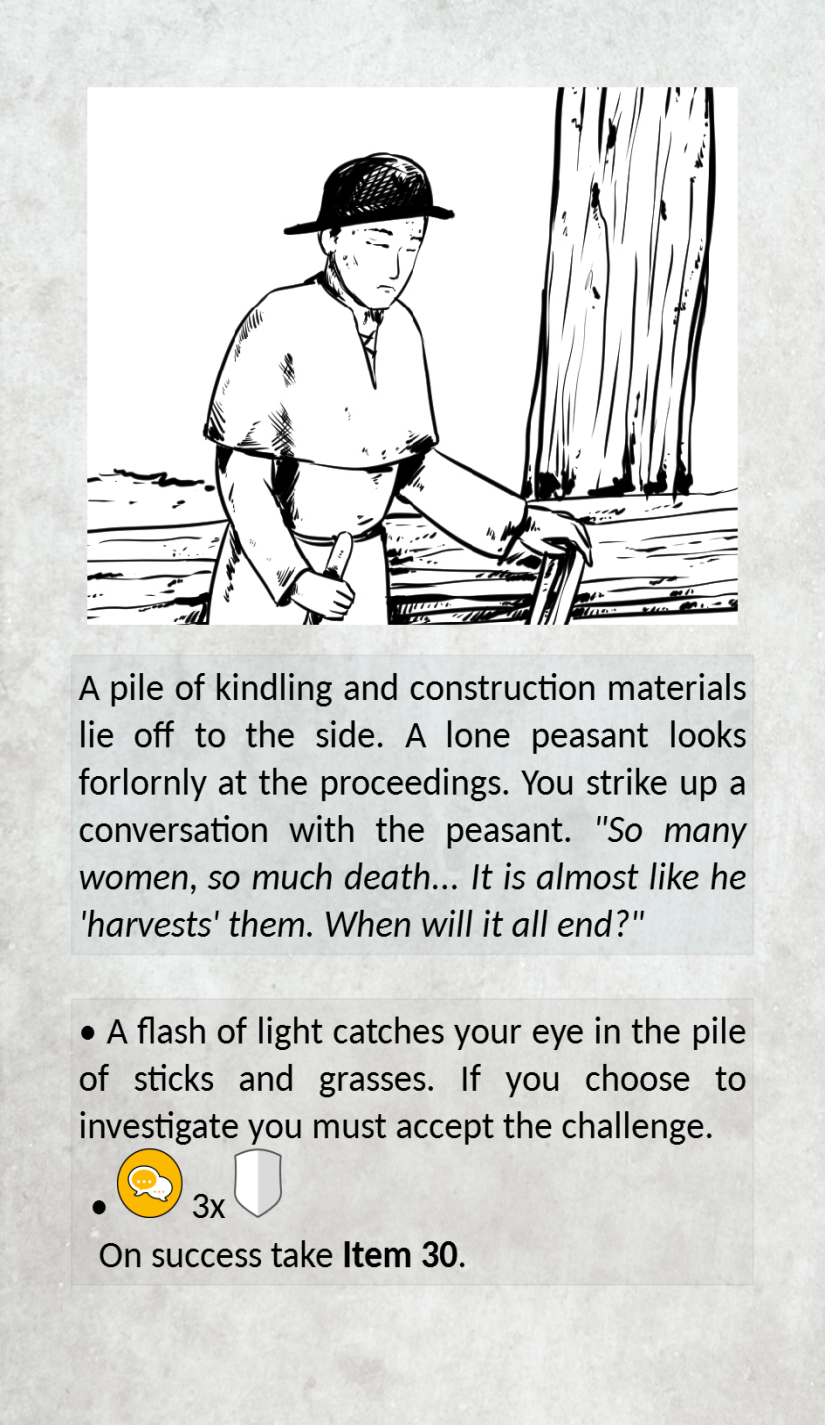 A pile of kindling and construction materials
lie off to the side. A lone peasant looks
forlornly at the proceedings. You strike up a
conversation with the peasant. "So many
women, so much death... It is almost like he
'harvests' them. When will it all end?"
• A flash of light catches your eye in the pile
of sticks and grasses. If you choose to
investigate you must accept the challenge.
• 3x
On success take Item 30.